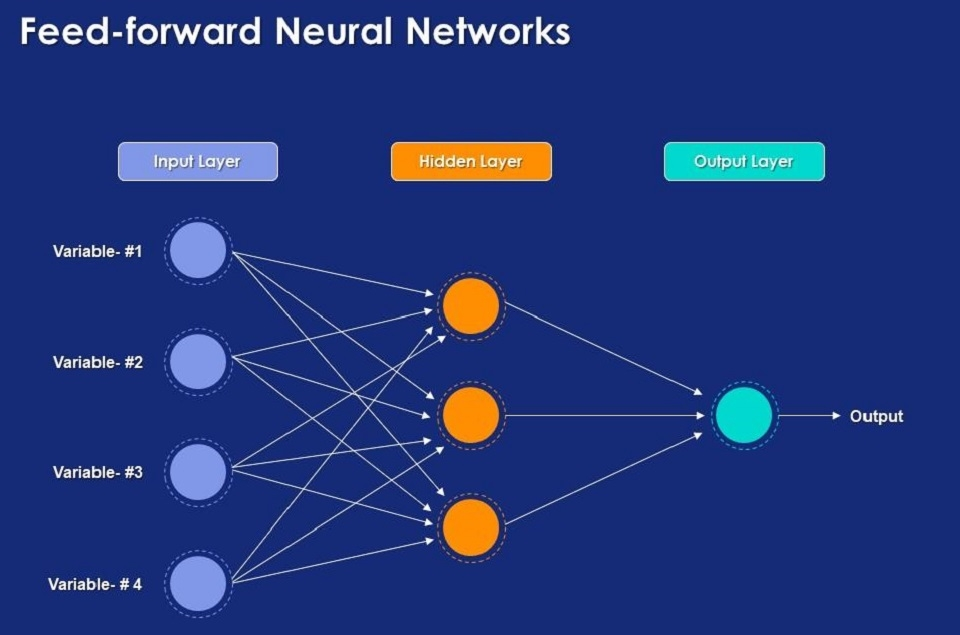 Feed-forward Neural Networks
Input Layer
Hidden Layer
Output Layer
Variable- #1
Variable- #2
Variable- #3
Variable- # 4
Output